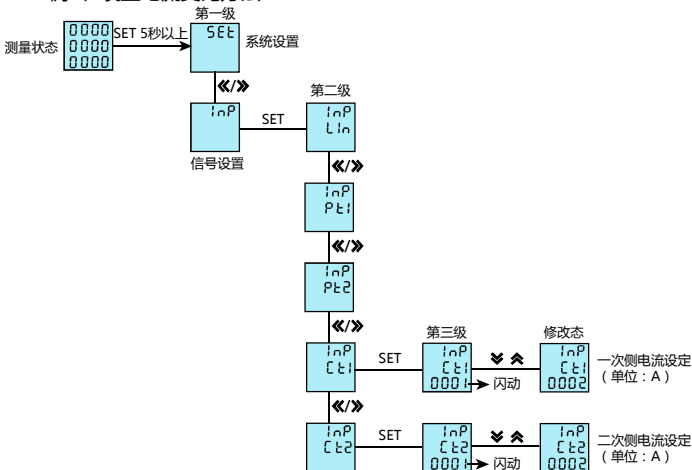 第一级
测量状态
0000
0000
0000
SET 5秒以上
SEt
系统设置
«/»
InP
信号设置
SET
第二级
InP
LIn
«/»
InP
Pt1
«/»
InP
Pt2
«/»
InP
Ct1
SET
第三级
InP
Ct1
0001
闪动
修改态
InP
Ct1
0002
一次侧电流设定
(单位:A)
«/»
InP
Ct2
SET
InP
Ct2
0001
闪动
InP
Ct2
0002
二次侧电流设定
(单位:A)